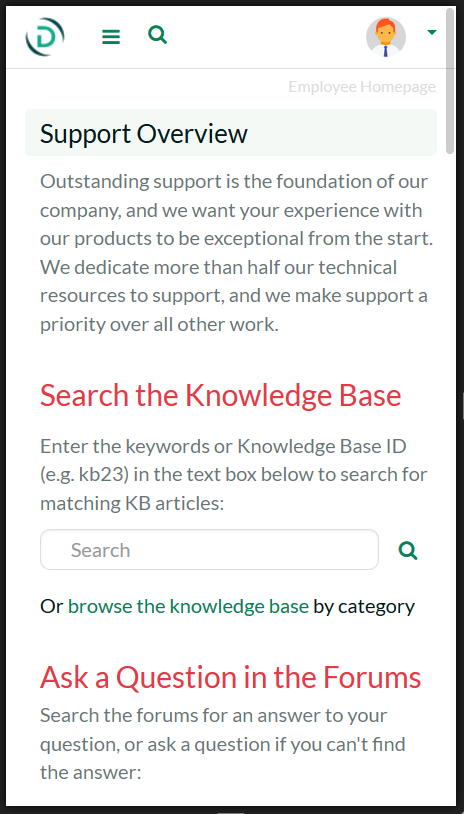 D
Employee Homepage
Support Overview
Outstanding support is the foundation of our
company, and we want your experience with
our products to be exceptional from the start.
We dedicate more than half our technical
resources to support, and we make support a
priority over all other work.
Search the Knowledge Base
Enter the keywords or Knowledge Base ID
(e.g. kb23) in the text box below to search for
matching KB articles:
Search
Or browse the knowledge base by category
Ask a Question in the Forums
Search the forums for an answer to your
question, or ask a question if you can't find
the answer: